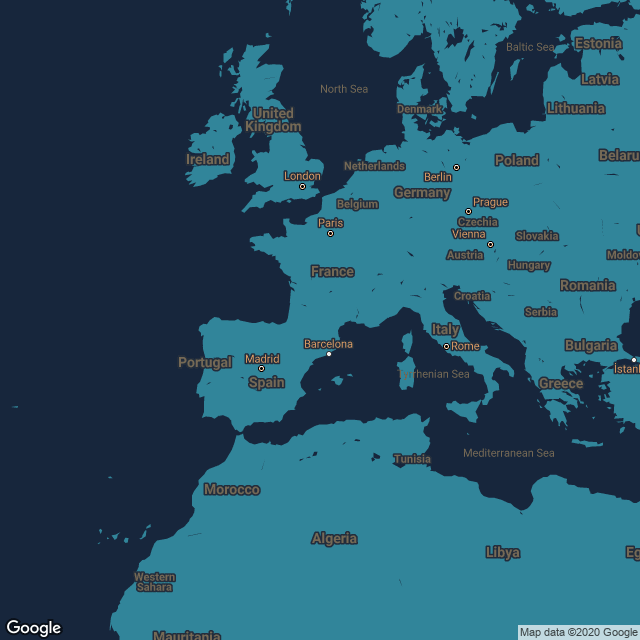 Baltic Sea
Estonia
Latvia
North Sea
Denmark
Lithuania
United
Kingdom
Ireland
Netherlands
Poland
Belaru
London
Berlin
Germany
Belgium
Prague
Paris
Czechia
Vienna
Slovakia
Austria
Hungary
Moldov
France
Romania
Croatia
Serbia
Italy
Barcelona
Rome
Bulgaria
Portugal
Madrid
Spain
Tyrrhenian Sea
Greece
İstanb
Tunisia
Mediterranean Sea
Morocco
Algeria
Libya
Eg
Western
Sahara
Mauritania
Google
Map data ©2020 Google